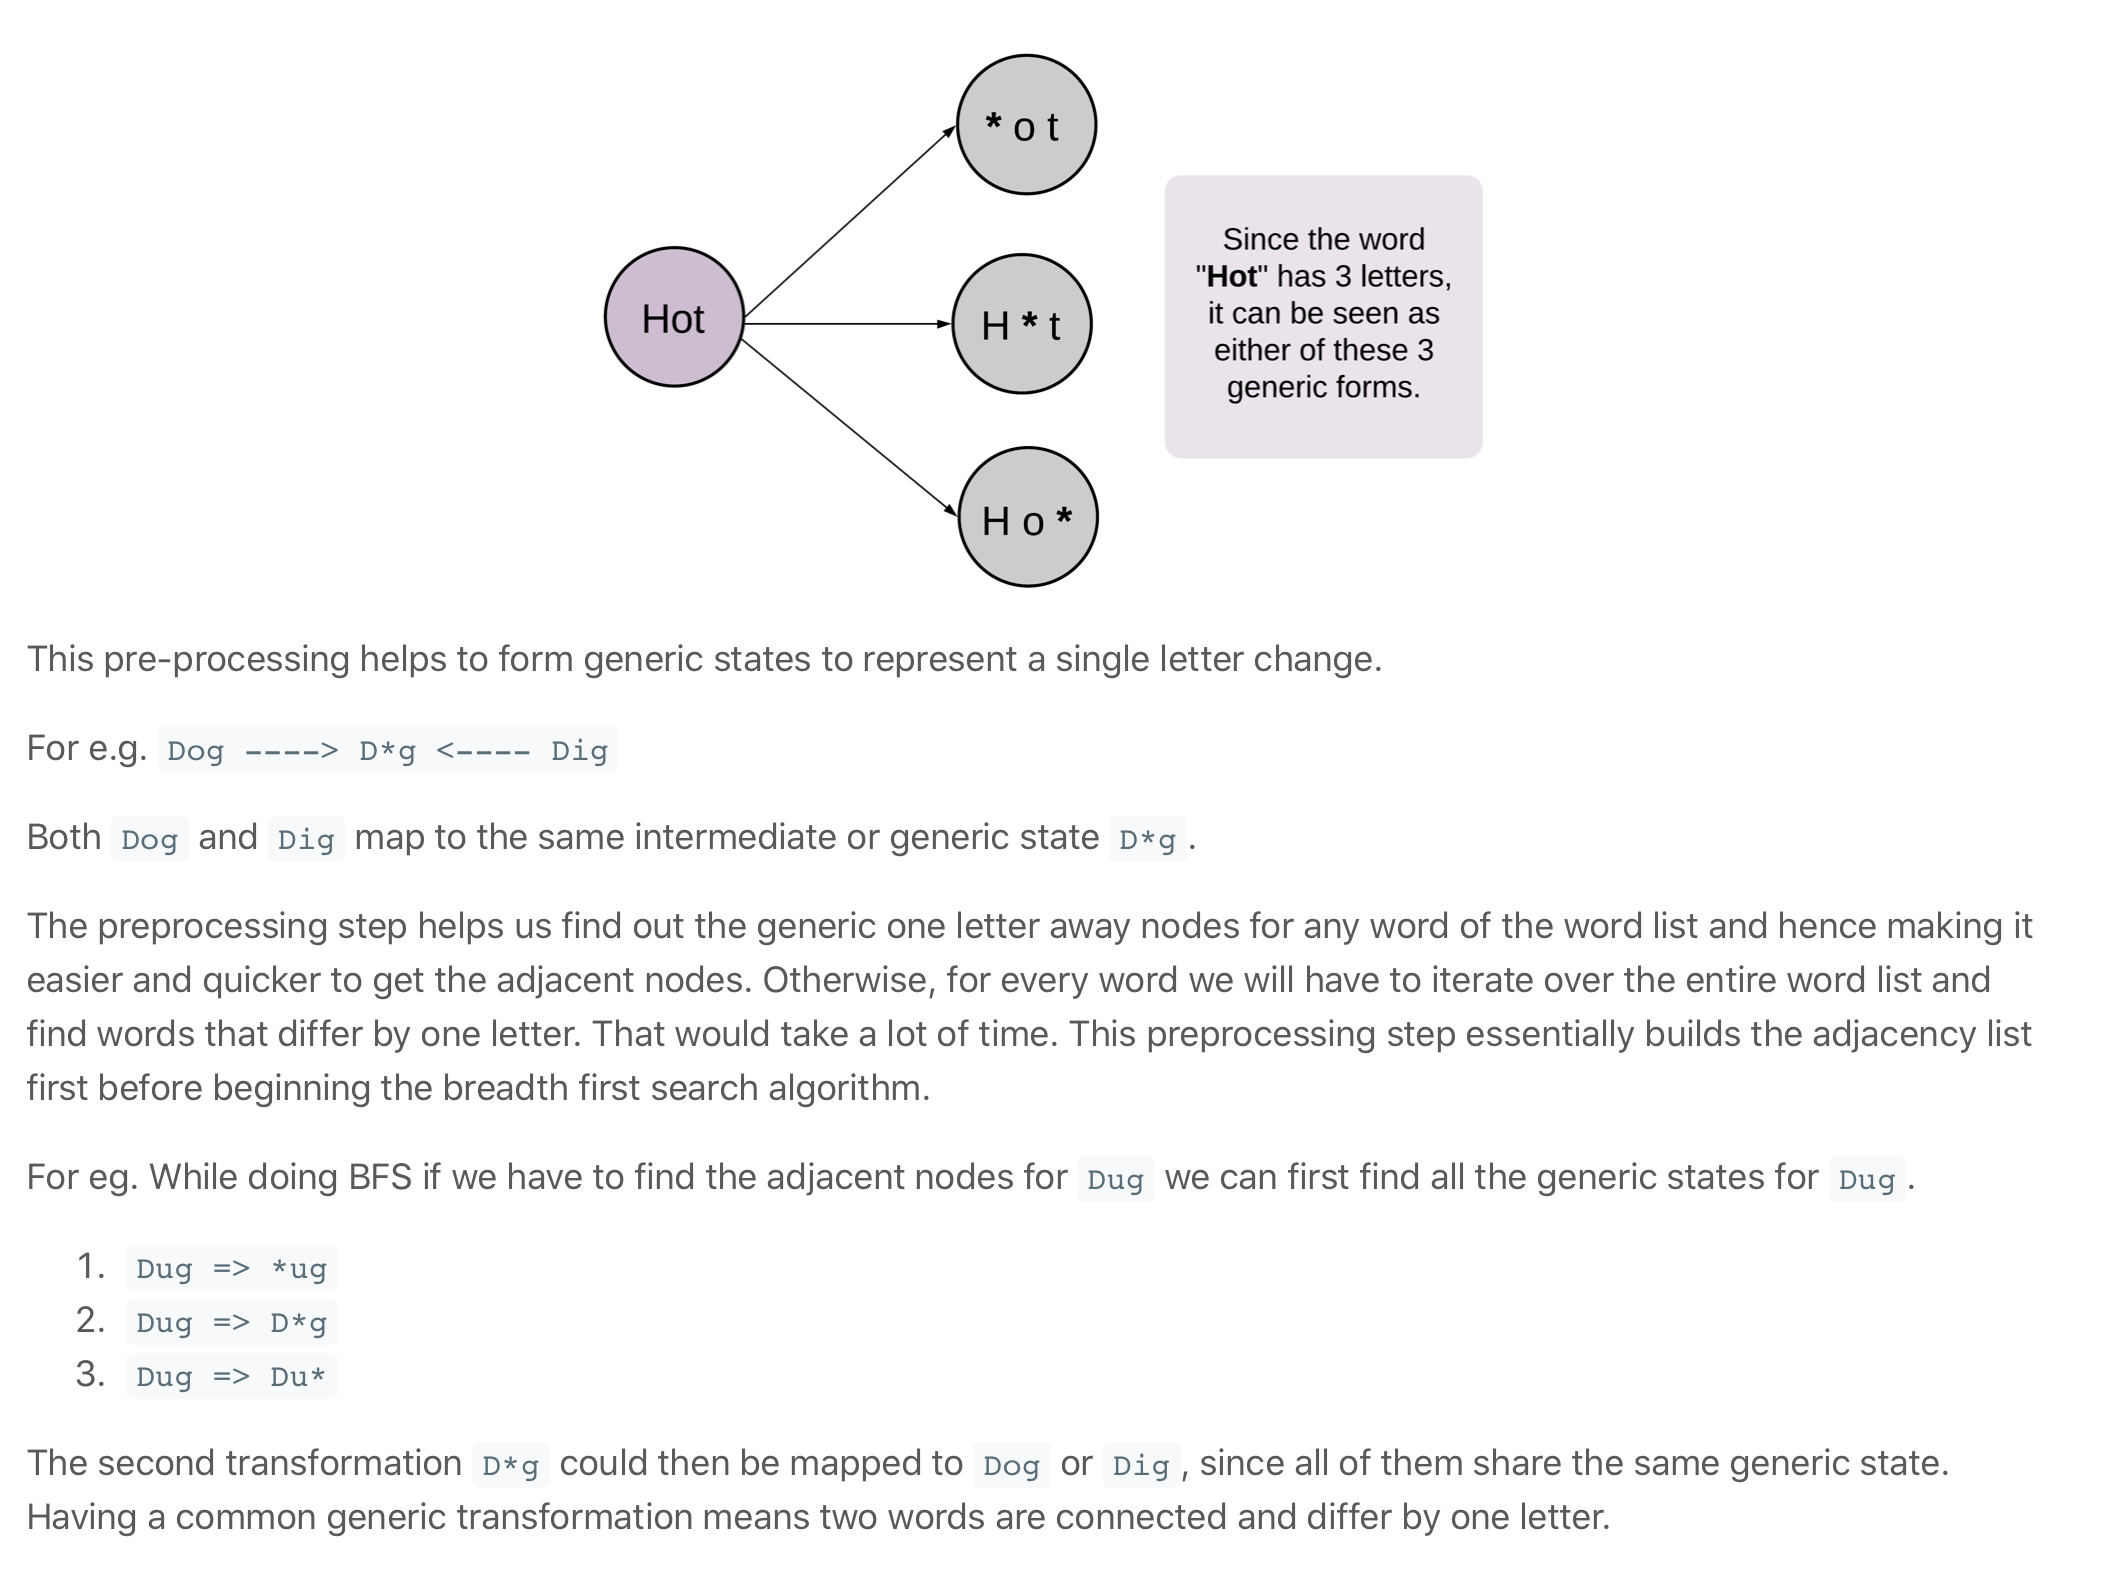 * o t
Hot
H * t
H o *
Since the word
"Hot" has 3 letters,
it can be seen as
either of these 3
generic forms.
This pre-processing helps to form generic states to represent a single letter change.
For e.g. Dog ----> D*g <---- Dig
Both Dog and Dig map to the same intermediate or generic state D*g.
The preprocessing step helps us find out the generic one letter away nodes for any word of the word list and hence making it
easier and quicker to get the adjacent nodes. Otherwise, for every word we will have to iterate over the entire word list and
find words that differ by one letter. That would take a lot of time. This preprocessing step essentially builds the adjacency list
first before beginning the breadth first search algorithm.
For eg. While doing BFS if we have to find the adjacent nodes for Dug we can first find all the generic states for Dug.
1. Dug => *ug
2. Dug => D*g
3. Dug => Du*
The second transformation D*g could then be mapped to Dog or Dig, since all of them share the same generic state.
Having a common generic transformation means two words are connected and differ by one letter.